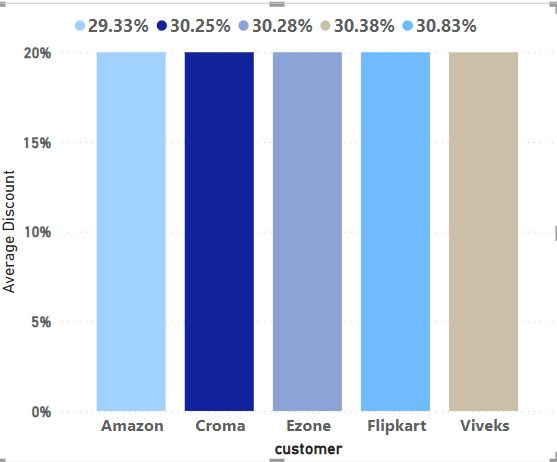 29.33% 30.25% 30.28% 30.38% 30.83%
20%
15%
10%
5%
0%
Average Discount
Amazon Croma Ezone Flipkart Viveks
customer